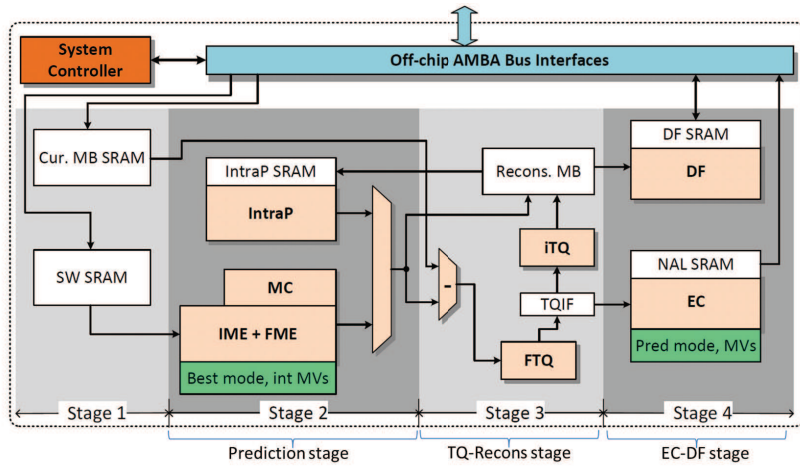 System
Controller
Off-chip AMBA Bus Interfaces
Cur. MB SRAM
SW SRAM
IntraP SRAM
IntraP
MC
IME + FME
Best mode, int MVs
-
Recons. MB
iTQ
TQIF
FTQ
DF SRAM
DF
NAL SRAM
EC
Pred mode, MVs
Stage 1
Stage 2
Stage 3
Stage 4
Prediction stage
TQ-Recons stage
EC-DF stage